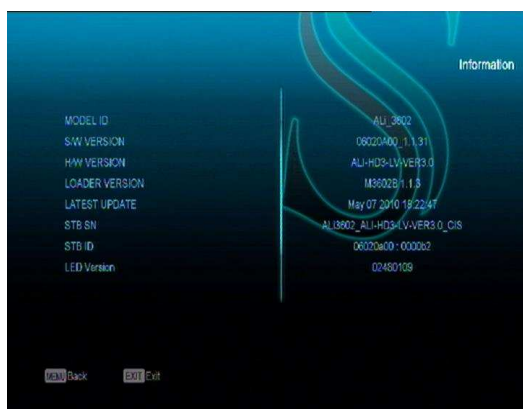 Information
MODEL ID ALi_3602
S/W VERSION 06020A00_1.1.31
H/W VERSION ALI-HD3-LV-VER3.0
LOADER VERSION M3602B 1.1.3
LATEST UPDATE May 07 2010 18:22:47
STB SN ALI3602_ALI-HD3-LV-VER3.0_CIS
STB ID 06020a00 : 0000b2
LED Version 02480109
MENU Back EXIT Exit